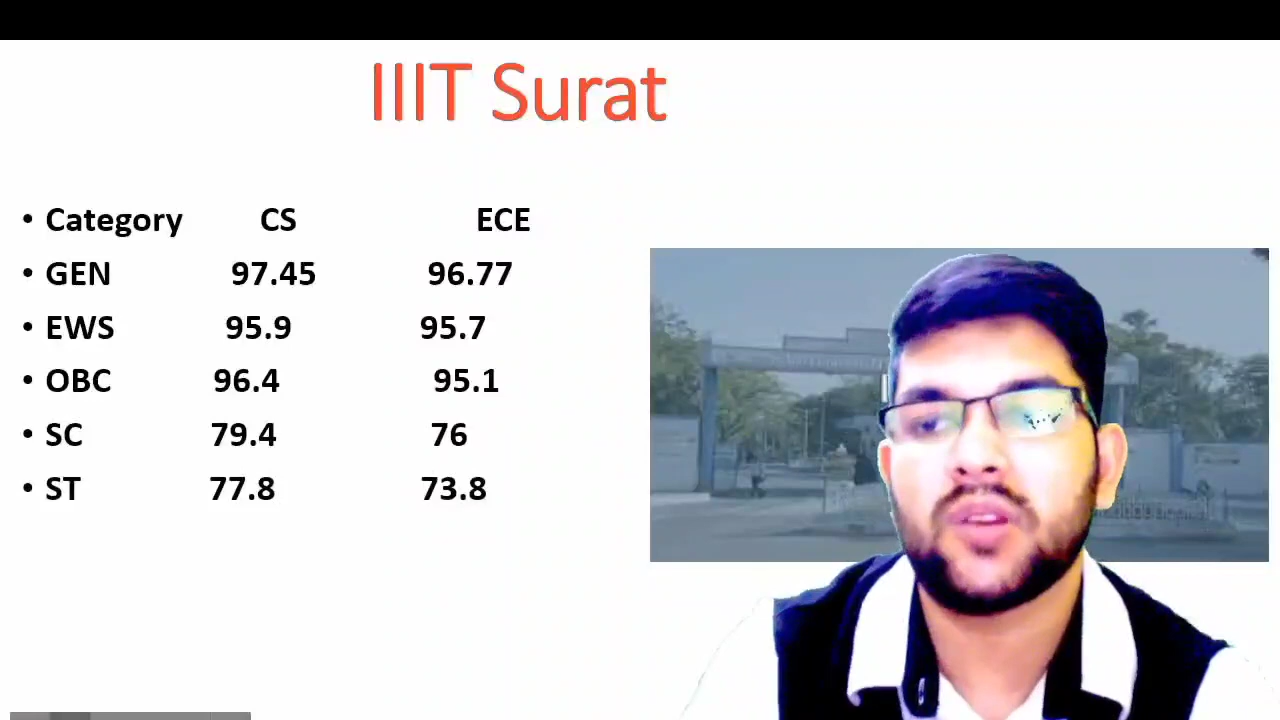 IIIT Surat
• Category CS ECE
• GEN 97.45 96.77
• EWS 95.9 95.7
• OBC 96.4 95.1
• SC 79.4 76
• ST 77.8 73.8